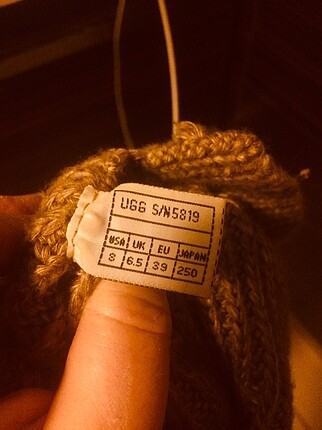 UGG S/N5819
USA UK EU JAPAN
8 6.5 39 250